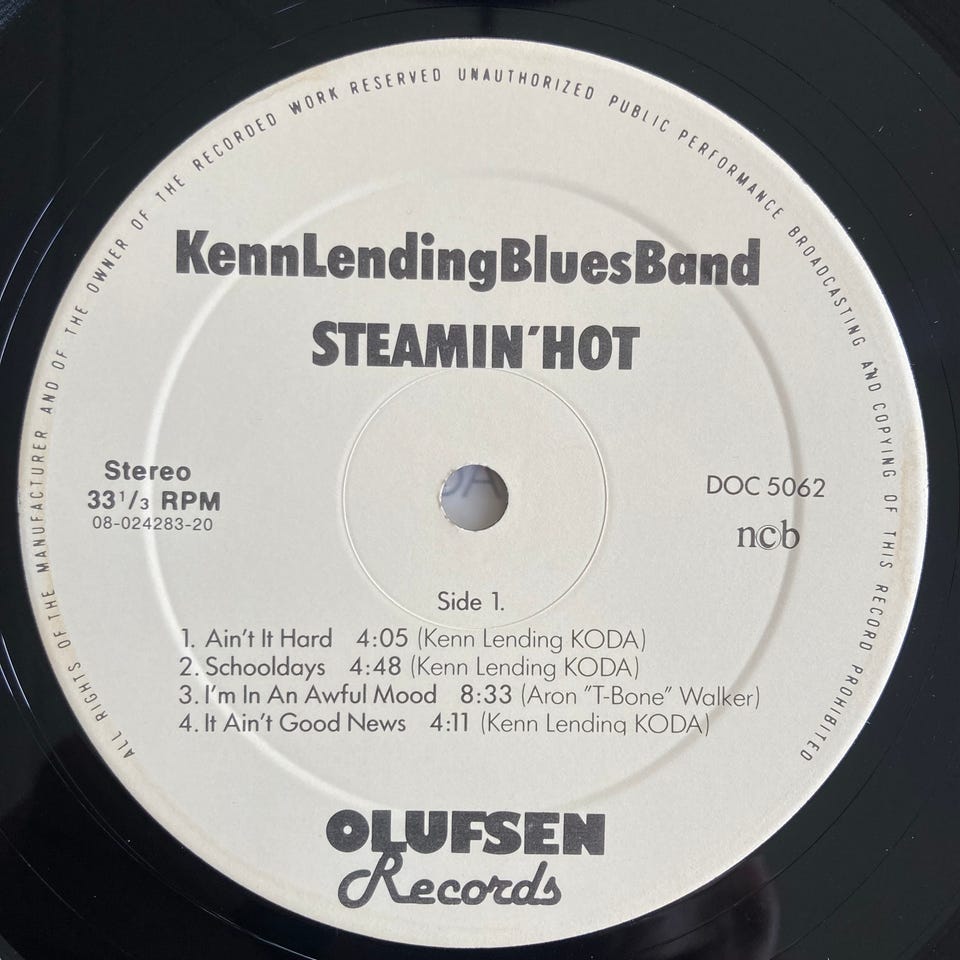 ALL RIGHTS OF THE MANUFACTURER AND OF THE OWNER OF THE RECORDED WORK RESERVED UNAUTHORIZED PUBLIC PERFORMANCE BROADCASTING AND COPYING OF THIS RECORD PROHIBITED
KennLendingBluesBand
STEAMIN´HOT
Stereo
33 1/3 RPM
08-024283-20
DOC 5062
ncb
Side 1.
1. Ain't It Hard 4:05 (Kenn Lending KODA)
2. Schooldays 4:48 (Kenn Lending KODA)
3. I'm In An Awful Mood 8:33 (Aron "T-Bone" Walker)
4. It Ain't Good News 4:11 (Kenn Lending KODA)
OLUFSEN
Records